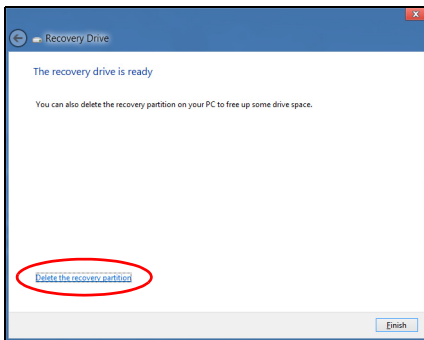 x
Recovery Drive
The recovery drive is ready
You can also delete the recovery partition on your PC to free up some drive space.
Delete the recovery partition
Finish